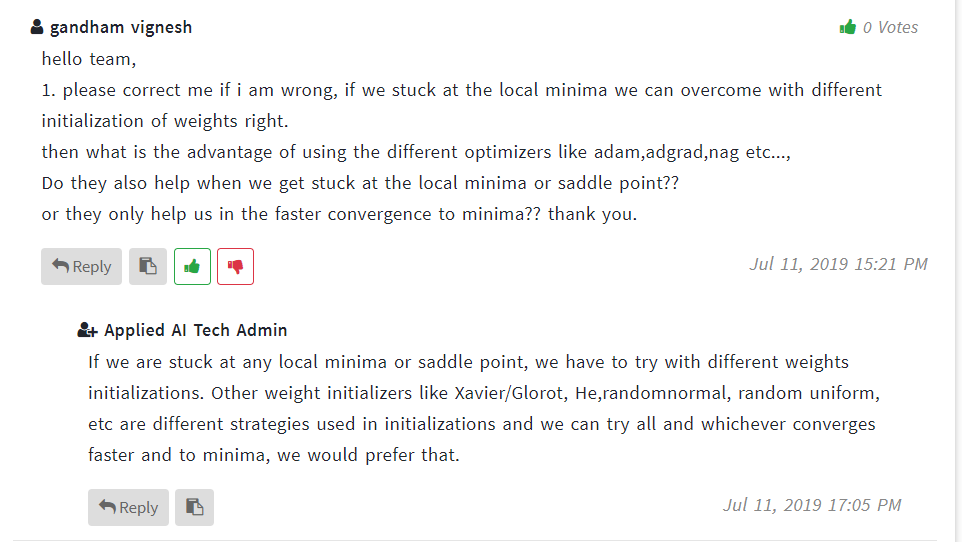 gandham vignesh
0 Votes
hello team,
1. please correct me if i am wrong, if we stuck at the local minima we can overcome with different
initialization of weights right.
then what is the advantage of using the different optimizers like adam,adgrad,nag etc...,
Do they also help when we get stuck at the local minima or saddle point??
or they only help us in the faster convergence to minima?? thank you.
Reply
Jul 11, 2019 15:21 PM
Applied AI Tech Admin
If we are stuck at any local minima or saddle point, we have to try with different weights
initializations. Other weight initializers like Xavier/Glorot, He,randomnormal, random uniform,
etc are different strategies used in initializations and we can try all and whichever converges
faster and to minima, we would prefer that.
Reply
Jul 11, 2019 17:05 PM